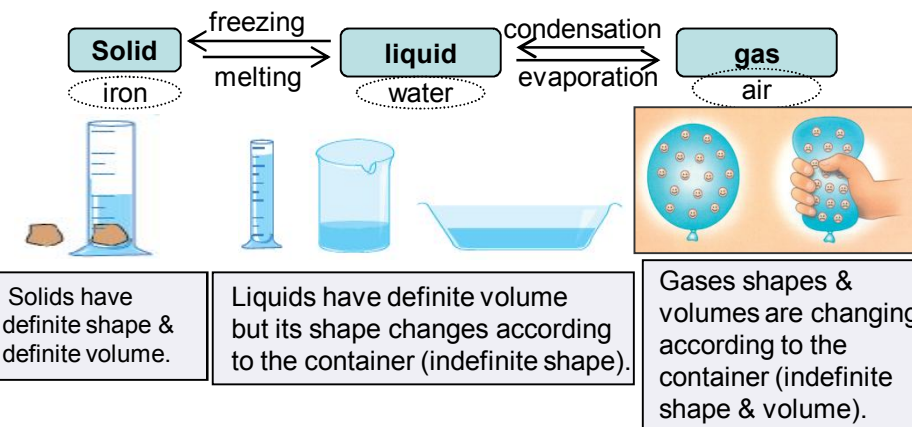 freezing
condensation
Solid
liquid
gas
melting
evaporation
iron
water
air
Solids have
definite shape &
definite volume.
Liquids have definite volume
but its shape changes according
to the container (indefinite shape).
Gases shapes &
volumes are changing
according to the
container (indefinite
shape & volume).